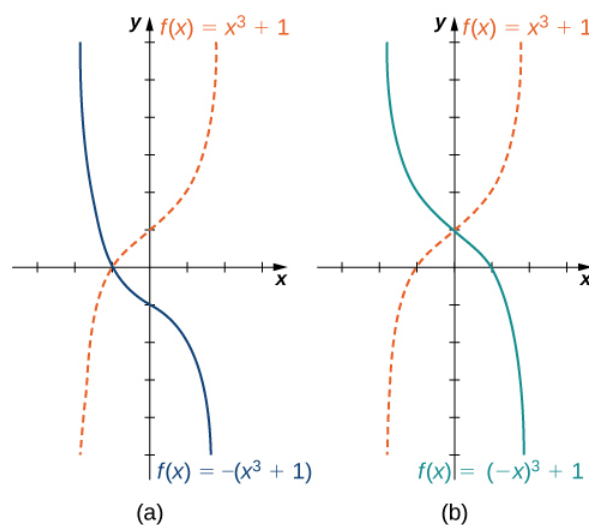 y f(x) = x³ + 1
x
f(x) = –(x³ + 1)
(a)
y f(x) = x³ + 1
x
f(x) = (–x)³ + 1
(b)